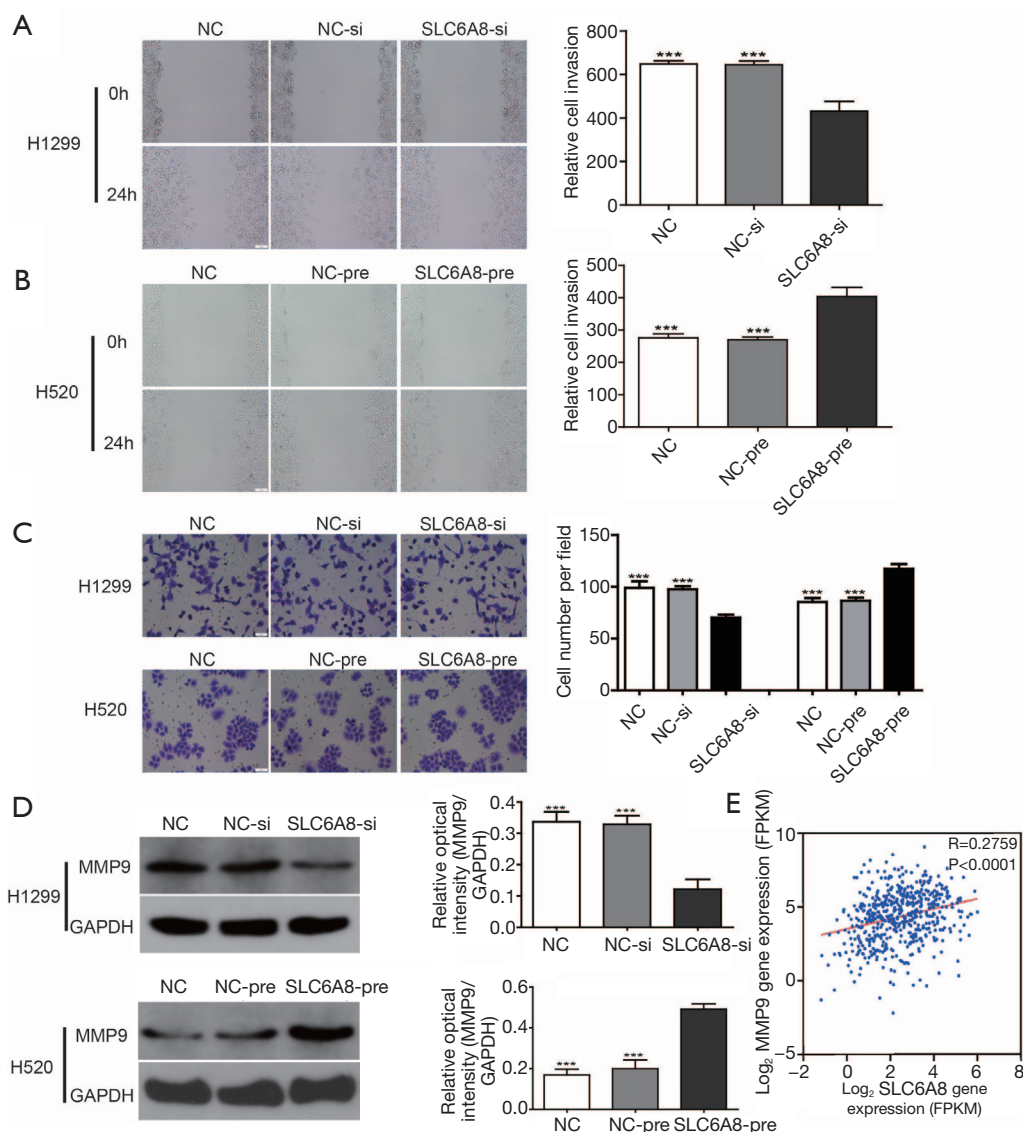 A
NC NC-si SLC6A8-si
0h
H1299
24h
Relative cell invasion
800
600
400
200
0
*** ***
NC
NC-si
SLC6A8-si
B
NC NC-pre SLC6A8-pre
0h
H520
24h
Relative cell invasion
500
400
300
200
100
0
*** ***
NC
NC-pre
SLC6A8-pre
C
NC NC-si SLC6A8-si
H1299
NC NC-pre SLC6A8-pre
H520
Cell number per field
150
100
50
0
*** *** *** ***
NC
NC-si
SLC6A8-si
NC
NC-pre
SLC6A8-pre
D
NC NC-si SLC6A8-si
MMP9
H1299
GAPDH
Relative optical
intensity (MMP9/
GAPDH)
0.4
0.3
0.2
0.1
0.0
*** ***
NC NC-si SLC6A8-si
NC NC-pre SLC6A8-pre
MMP9
H520
GAPDH
Relative optical
intensity (MMP9/
GAPDH)
0.6
0.4
0.2
0.0
*** ***
NC NC-pre SLC6A8-pre
E
Log₂ MMP9 gene expression (FPKM)
10
5
0
−5
R=0.2759
P<0.0001
−2 0 2 4 6 8
Log₂ SLC6A8 gene
expression (FPKM)